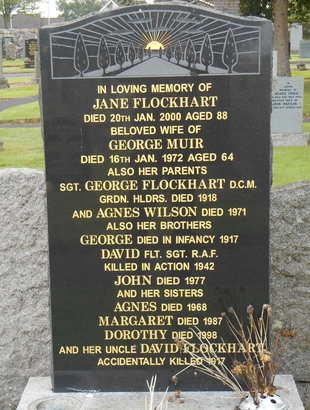 IN LOVING MEMORY OF
JANE FLOCKHART
DIED 20TH JAN. 2000 AGED 88
BELOVED WIFE OF
GEORGE MUIR
DIED 16TH JAN. 1972 AGED 64
ALSO HER PARENTS
SGT. GEORGE FLOCKHART D.C.M.
GRDN. HLDRS. DIED 1918
AND AGNES WILSON DIED 1971
ALSO HER BROTHERS
GEORGE DIED IN INFANCY 1917
DAVID FLT. SGT. R.A.F.
KILLED IN ACTION 1942
JOHN DIED 1977
AND HER SISTERS
AGNES DIED 1968
MARGARET DIED 1987
DOROTHY DIED 1998
AND HER UNCLE DAVID FLOCKHART
ACCIDENTALLY KILLED 1917